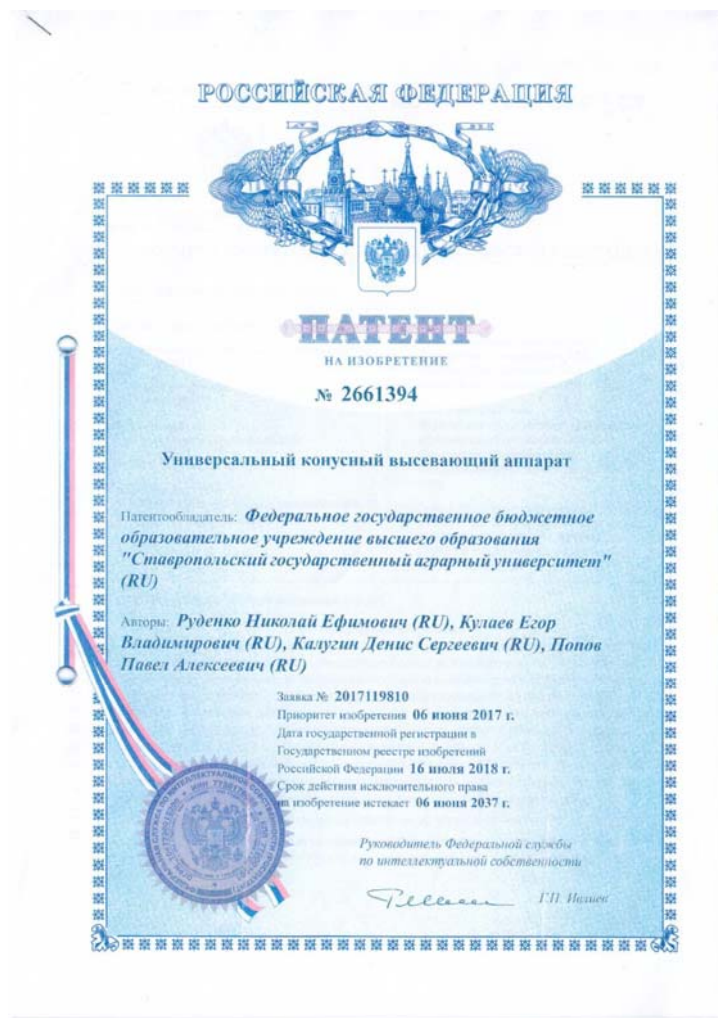 РОССИЙСКАЯ ФЕДЕРАЦИЯ
ПАТЕНТ
НА ИЗОБРЕТЕНИЕ
№ 2661394
Универсальный конусный высевающий аппарат
Патентообладатель: Федеральное государственное бюджетное
образовательное учреждение высшего образования
"Ставропольский государственный аграрный университет"
(RU)
Авторы: Руденко Николай Ефимович (RU), Кулаев Егор
Владимирович (RU), Калугин Денис Сергеевич (RU), Попов
Павел Алексеевич (RU)
Заявка № 2017119810
Приоритет изобретения 06 июня 2017 г.
Дата государственной регистрации в
Государственном реестре изобретений
Российской Федерации 16 июля 2018 г.
Срок действия исключительного права
на изобретение истекает 06 июня 2037 г.
Руководитель Федеральной службы
по интеллектуальной собственности
Г.П. Ивлиев